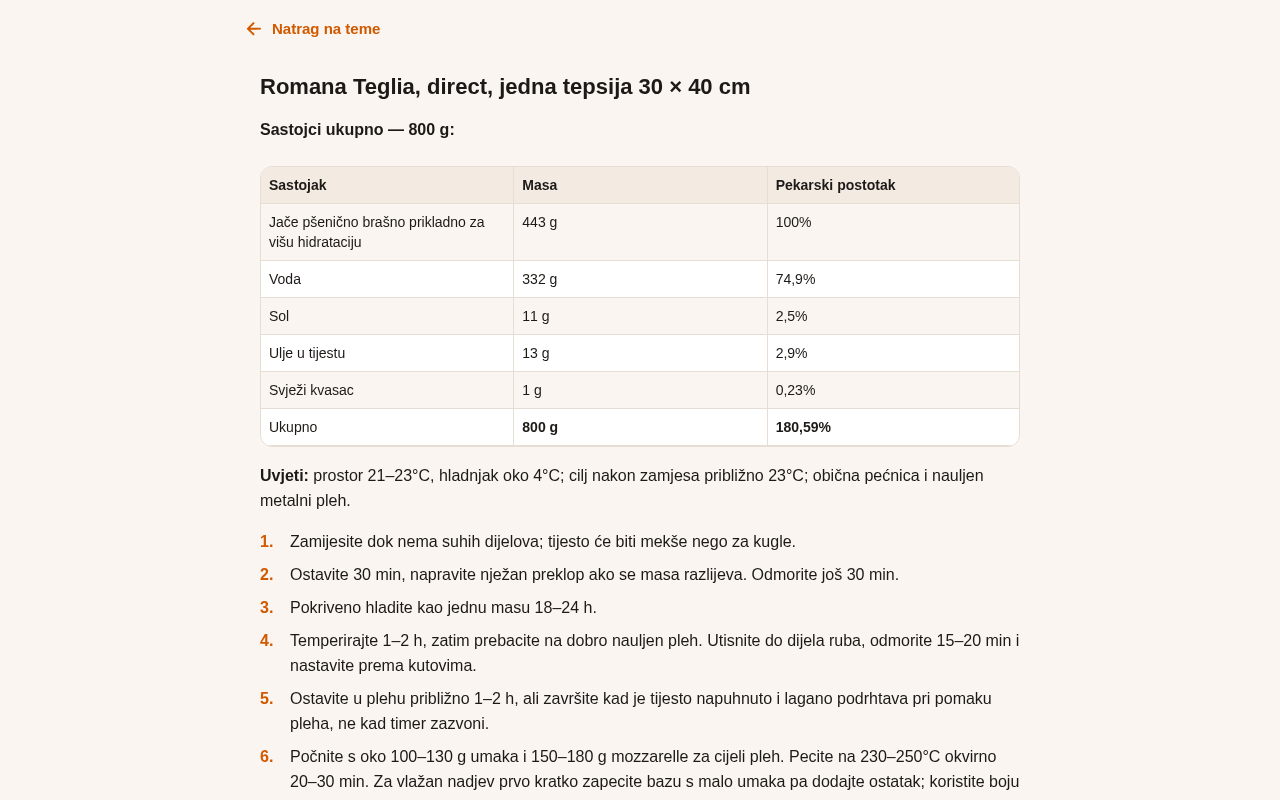 Natrag na teme
Romana Teglia, direct, jedna tepsija 30 × 40 cm
Sastojci ukupno — 800 g:
Sastojak Masa Pekarski postotak
Jače pšenično brašno prikladno za
višu hidrataciju 443 g 100%
Voda 332 g 74,9%
Sol 11 g 2,5%
Ulje u tijestu 13 g 2,9%
Svježi kvasac 1 g 0,23%
Ukupno 800 g 180,59%
Uvjeti: prostor 21–23°C, hladnjak oko 4°C; cilj nakon zamjesa približno 23°C; obična pećnica i nauljen
metalni pleh.
1. Zamijesite dok nema suhih dijelova; tijesto će biti mekše nego za kugle.
2. Ostavite 30 min, napravite nježan preklop ako se masa razlijeva. Odmorite još 30 min.
3. Pokriveno hladite kao jednu masu 18–24 h.
4. Temperirajte 1–2 h, zatim prebacite na dobro nauljen pleh. Utisnite do dijela ruba, odmorite 15–20 min i
nastavite prema kutovima.
5. Ostavite u plehu približno 1–2 h, ali završite kad je tijesto napuhnuto i lagano podrhtava pri pomaku
pleha, ne kad timer zazvoni.
6. Počnite s oko 100–130 g umaka i 150–180 g mozzarelle za cijeli pleh. Pecite na 230–250°C okvirno
20–30 min. Za vlažan nadjev prvo kratko zapecite bazu s malo umaka pa dodajte ostatak; koristite boju